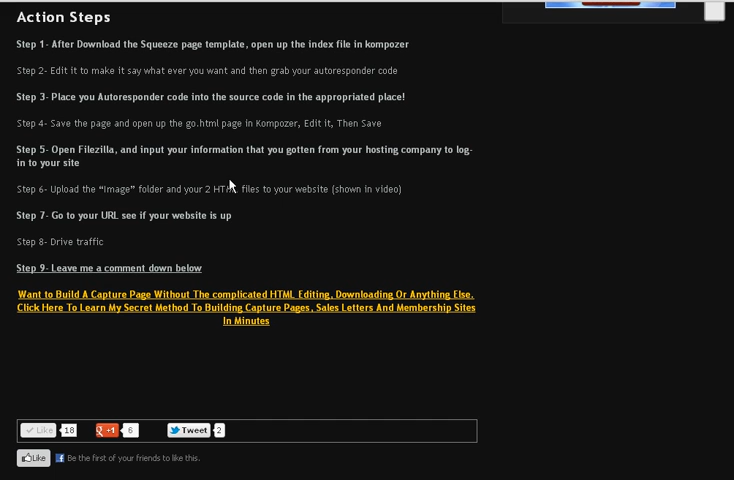 Action Steps
Step 1- After Download the Squeeze page template, open up the index file in kompozer
Step 2- Edit it to make it say what ever you want and then grab your autoresponder code
Step 3- Place you Autoresponder code into the source code in the appropriated place!
Step 4- Save the page and open up the go.html page in Kompozer, Edit it, Then Save
Step 5- Open Filezilla, and input your information that you gotten from your hosting company to log-
in to your site
Step 6- Upload the “Image” folder and your 2 HTML files to your website (shown in video)
Step 7- Go to your URL see if your website is up
Step 8- Drive traffic
Step 9- Leave me a comment down below
Want to Build A Capture Page Without The complicated HTML Editing, Downloading Or Anything Else.
Click Here To Learn My Secret Method To Building Capture Pages, Sales Letters And Membership Sites
In Minutes
Like 18 g +1 6 Tweet 2
Like f Be the first of your friends to like this.